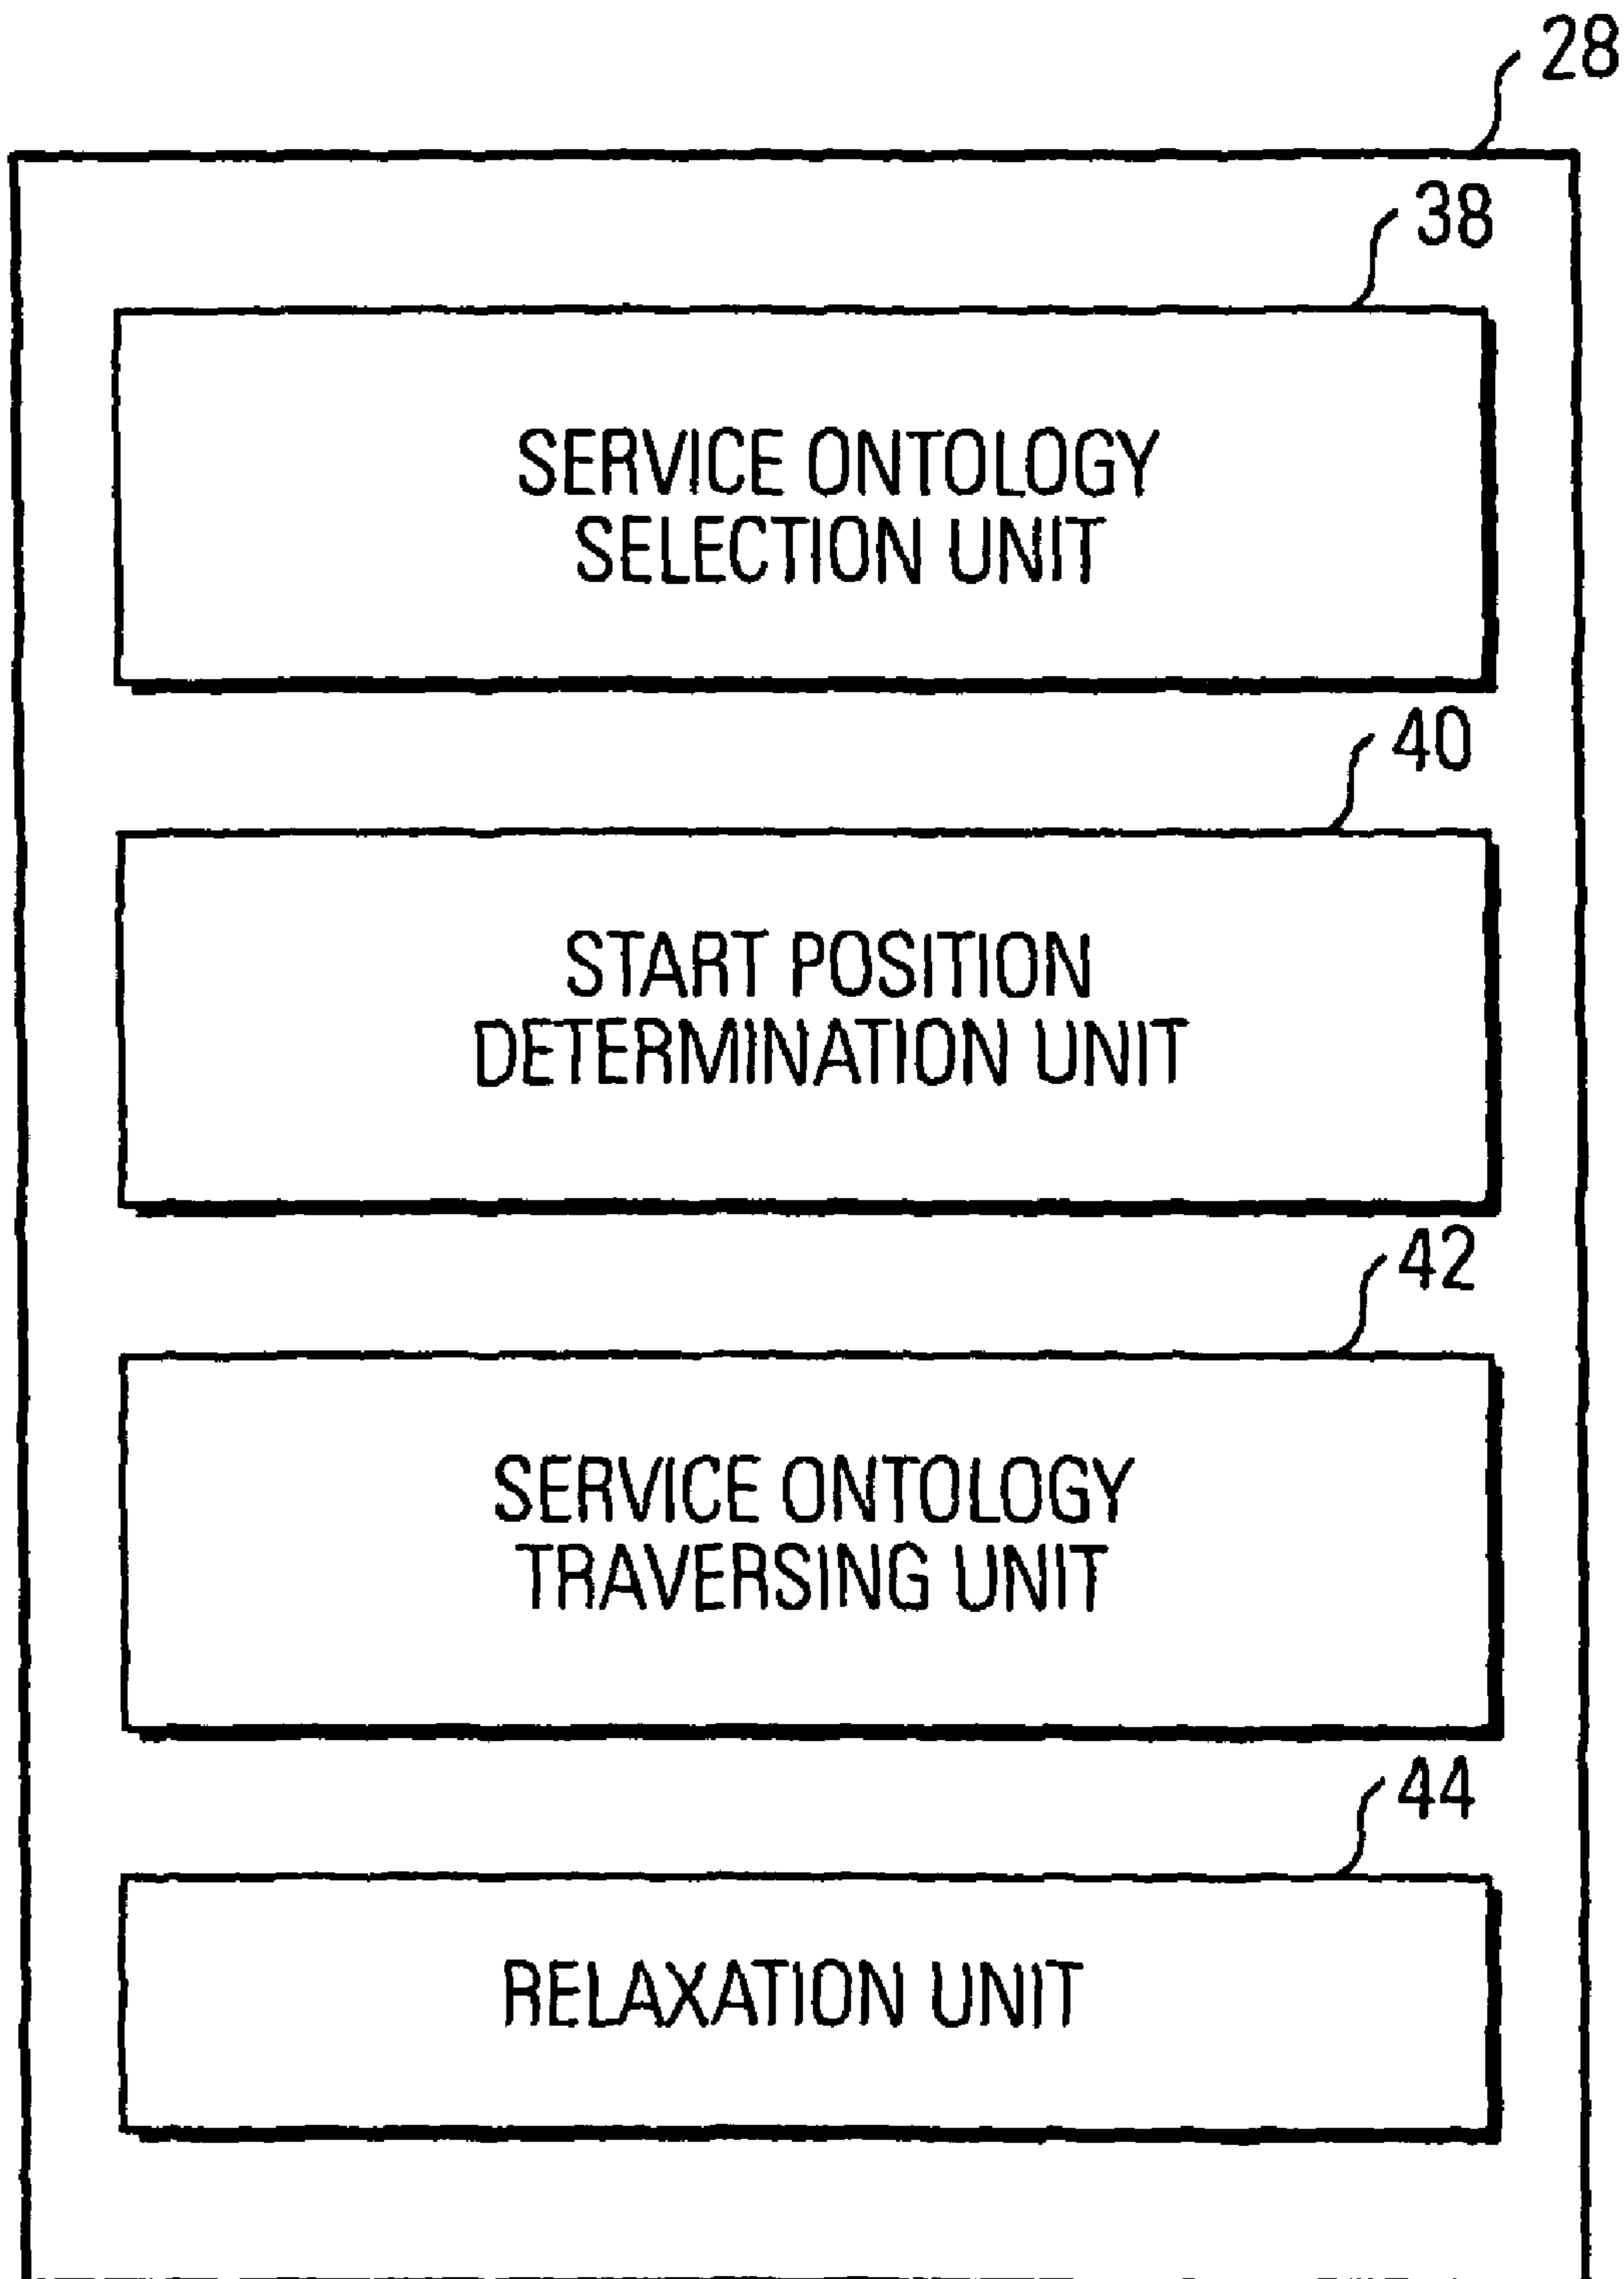 28
38
SERVICE ONTOLOGY
SELECTION UNIT
40
START POSITION
DETERMINATION UNIT
42
SERVICE ONTOLOGY
TRAVERSING UNIT
44
RELAXATION UNIT